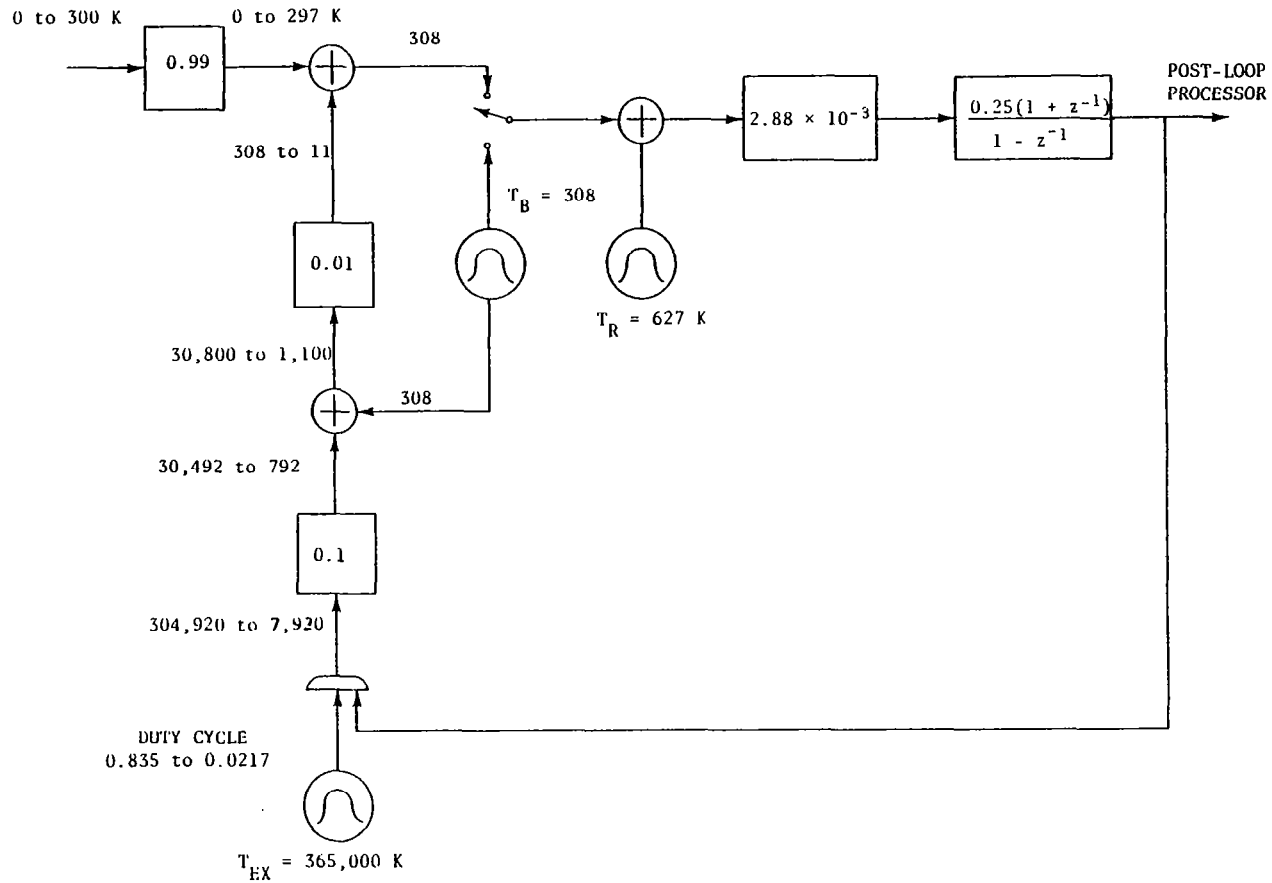 0 to 300 K
0 to 297 K
308
0.99
POST-LOOP
PROCESSOR
2.88 × 10⁻³
0.25(1 + z⁻¹)
1 - z⁻¹
308 to 11
T_B = 308
0.01
T_R = 627 K
30,800 to 1,100
308
30,492 to 792
0.1
304,920 to 7,920
DUTY CYCLE
0.835 to 0.0217
T_HX = 365,000 K